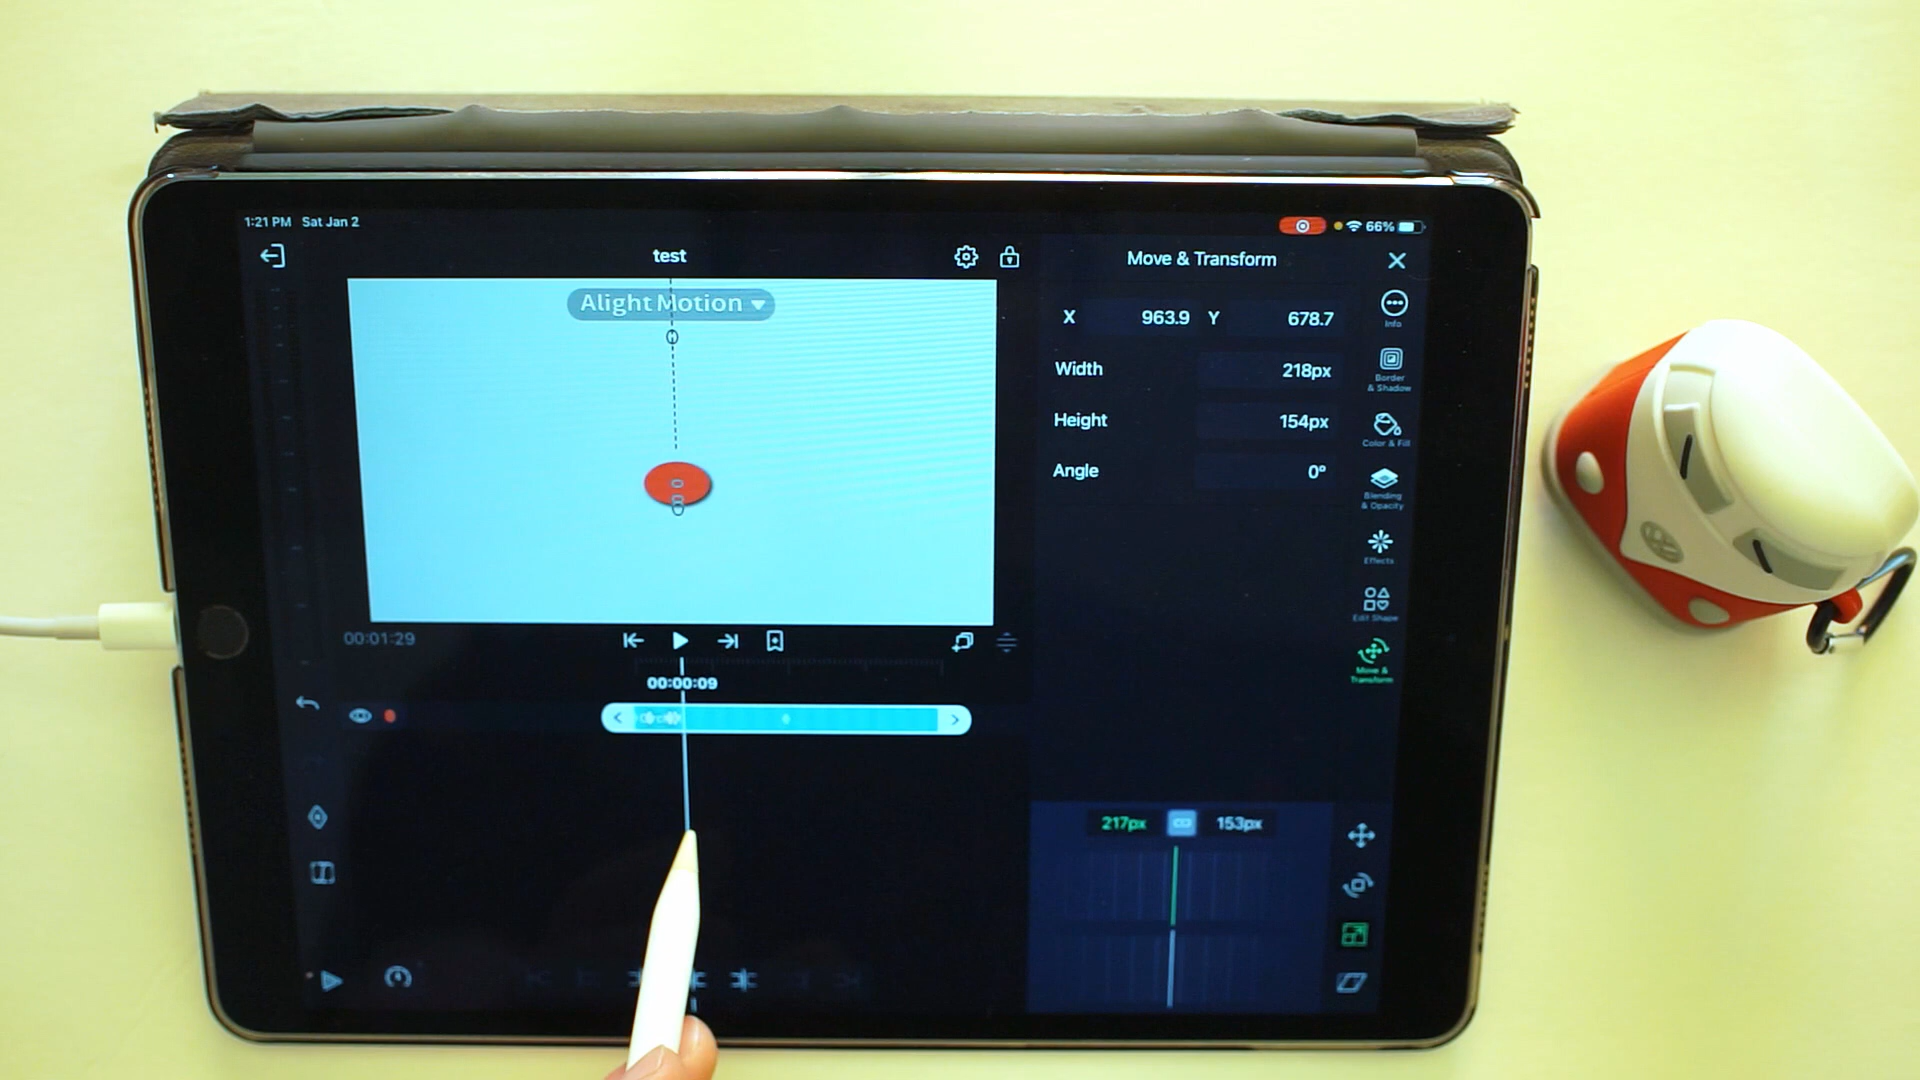 1:21 PM Sat Jan 2
66%
test
Move & Transform
Alight Motion
X 963.9 Y 678.7
Width 218px
Height 154px
Angle 0°
Info
Border
& Shadow
Color & Fill
Blending
& Opacity
Effects
Edit Shape
Move &
Transform
00:01:29
00:00:09
217px 153px